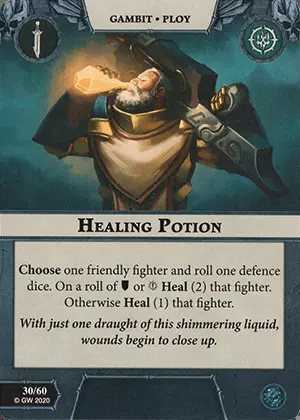 GAMBIT • PLOY
HEALING POTION
Choose one friendly fighter and roll one defence
dice. On a roll of or Heal (2) that fighter.
Otherwise Heal (1) that fighter.
With just one draught of this shimmering liquid,
wounds begin to close up.
30/60
© GW 2020